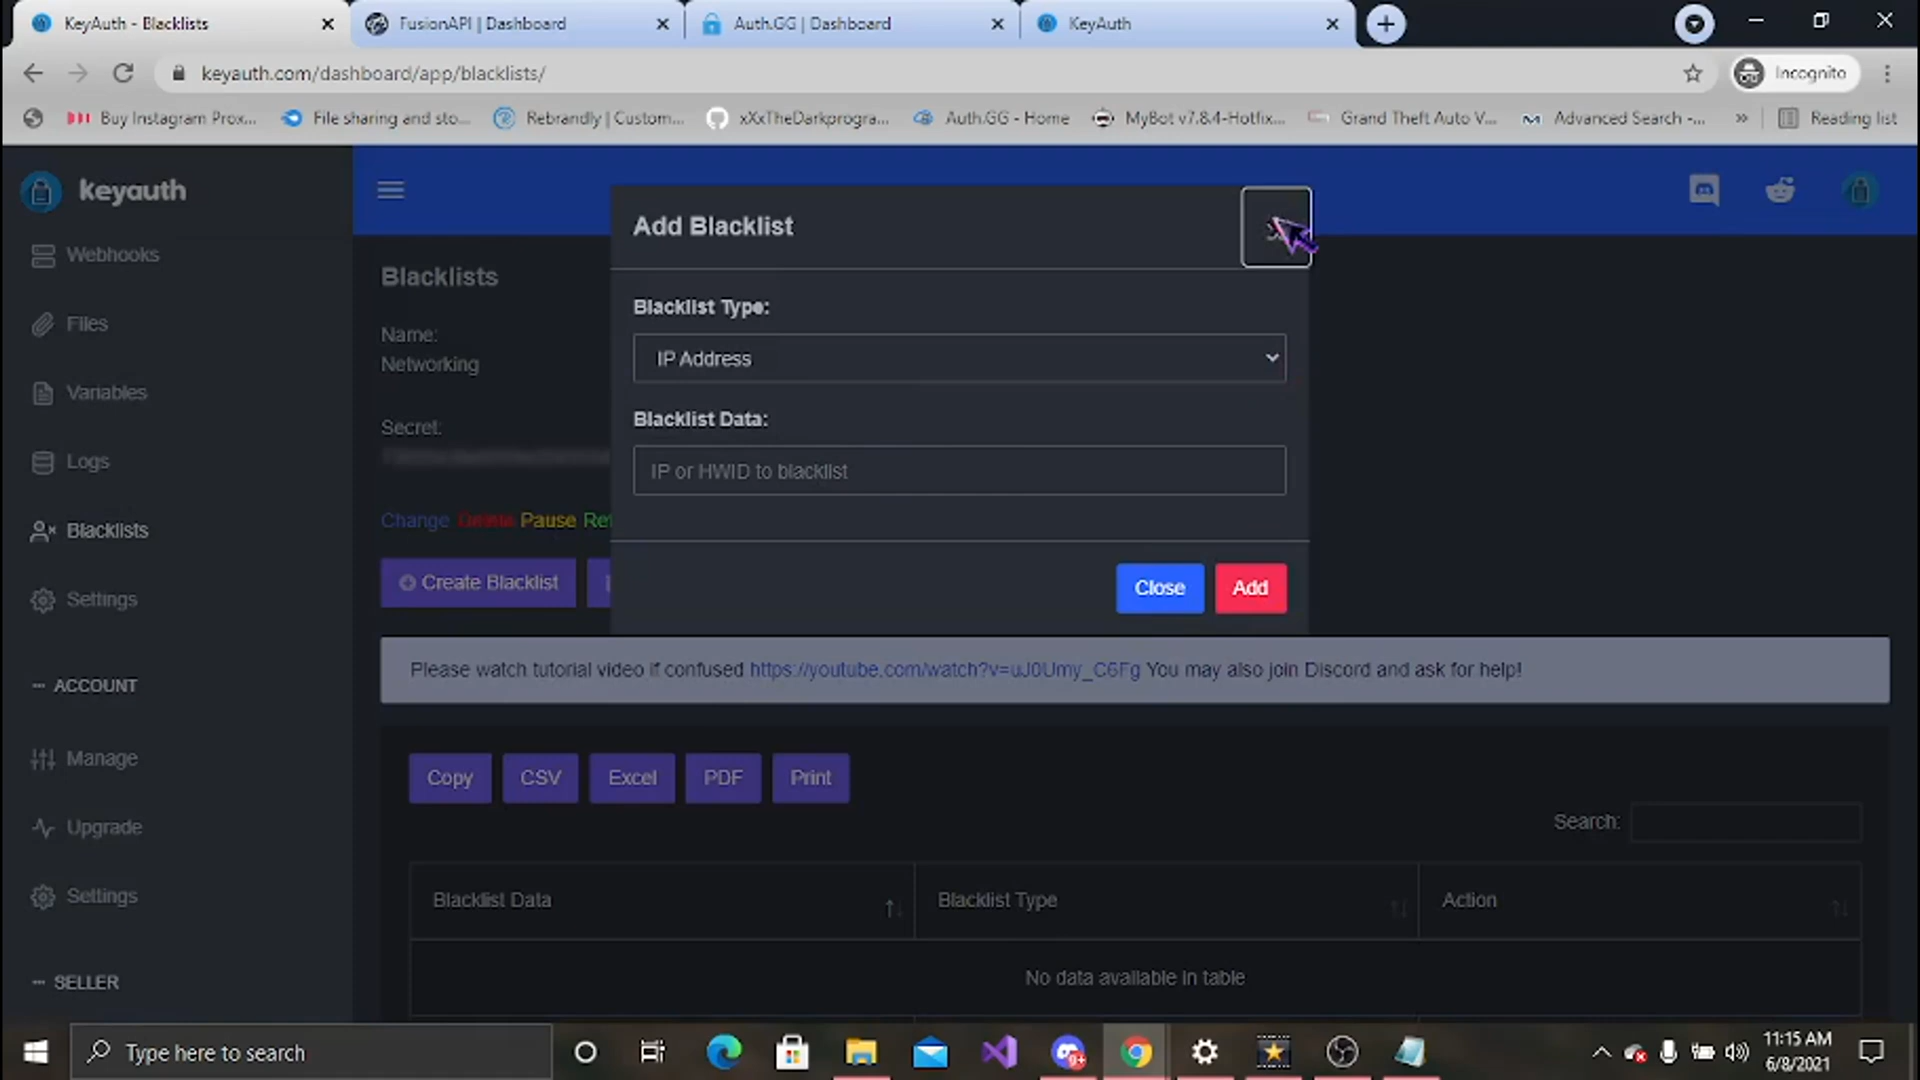 KeyAuth - Blacklists
FusionAPI | Dashboard
Auth.GG | Dashboard
KeyAuth
keyauth.com/dashboard/app/blacklists/
Incognito
Buy Instagram Prox...
File sharing and sto...
Rebrandly | Custom...
xXxTheDarkprogra...
Auth.GG - Home
MyBot v7.8.4-Hotfix...
Grand Theft Auto V...
Advanced Search -...
»
Reading list
keyauth
Webhooks
Files
Variables
Logs
Blacklists
Settings
ACCOUNT
Manage
Upgrade
Settings
SELLER
Blacklists
Name:
Networking
Secret:
Change Delete Pause Ref
Create Blacklist
Add Blacklist
Blacklist Type:
IP Address
Blacklist Data:
IP or HWID to blacklist
Close
Add
Please watch tutorial video if confused https://youtube.com/watch?v=uJ0Umy_C6Fg You may also join Discord and ask for help!
Copy
CSV
Excel
PDF
Print
Search:
Blacklist Data
Blacklist Type
Action
No data available in table
Type here to search
9+
11:15 AM
6/8/2021